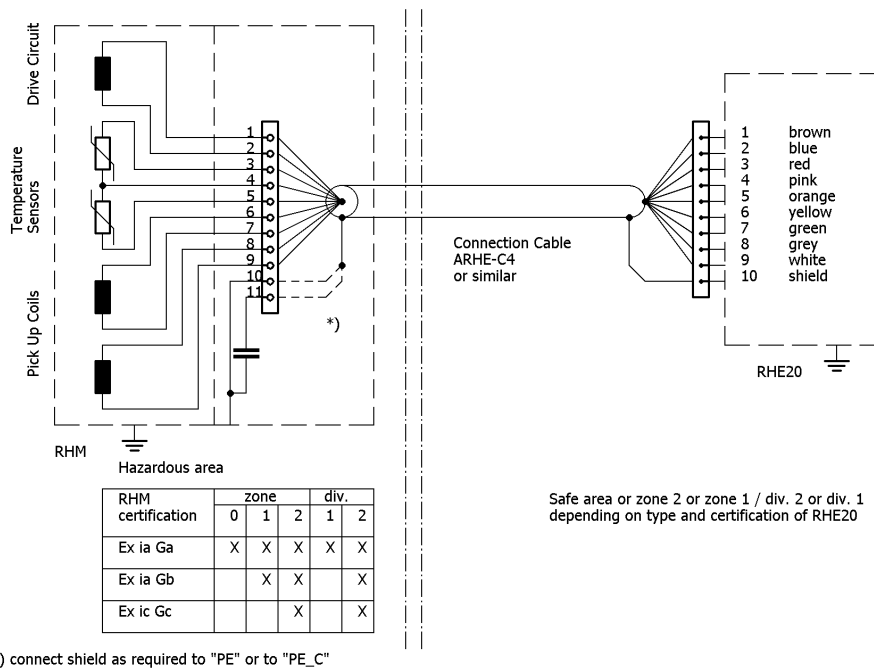 Drive Circuit
Temperature
Sensors
Pick Up Coils
1
2
3
4
5
6
7
8
9
10
11
*)
RHM
Hazardous area
Connection Cable
ARHE-C4
or similar
1 brown
2 blue
3 red
4 pink
5 orange
6 yellow
7 green
8 grey
9 white
10 shield
RHE20
RHM zone div.
certification 0 1 2 1 2
Ex ia Ga X X X X X
Ex ia Gb X X X
Ex ic Gc X X
Safe area or zone 2 or zone 1 / div. 2 or div. 1
depending on type and certification of RHE20
) connect shield as required to "PE" or to "PE_C"